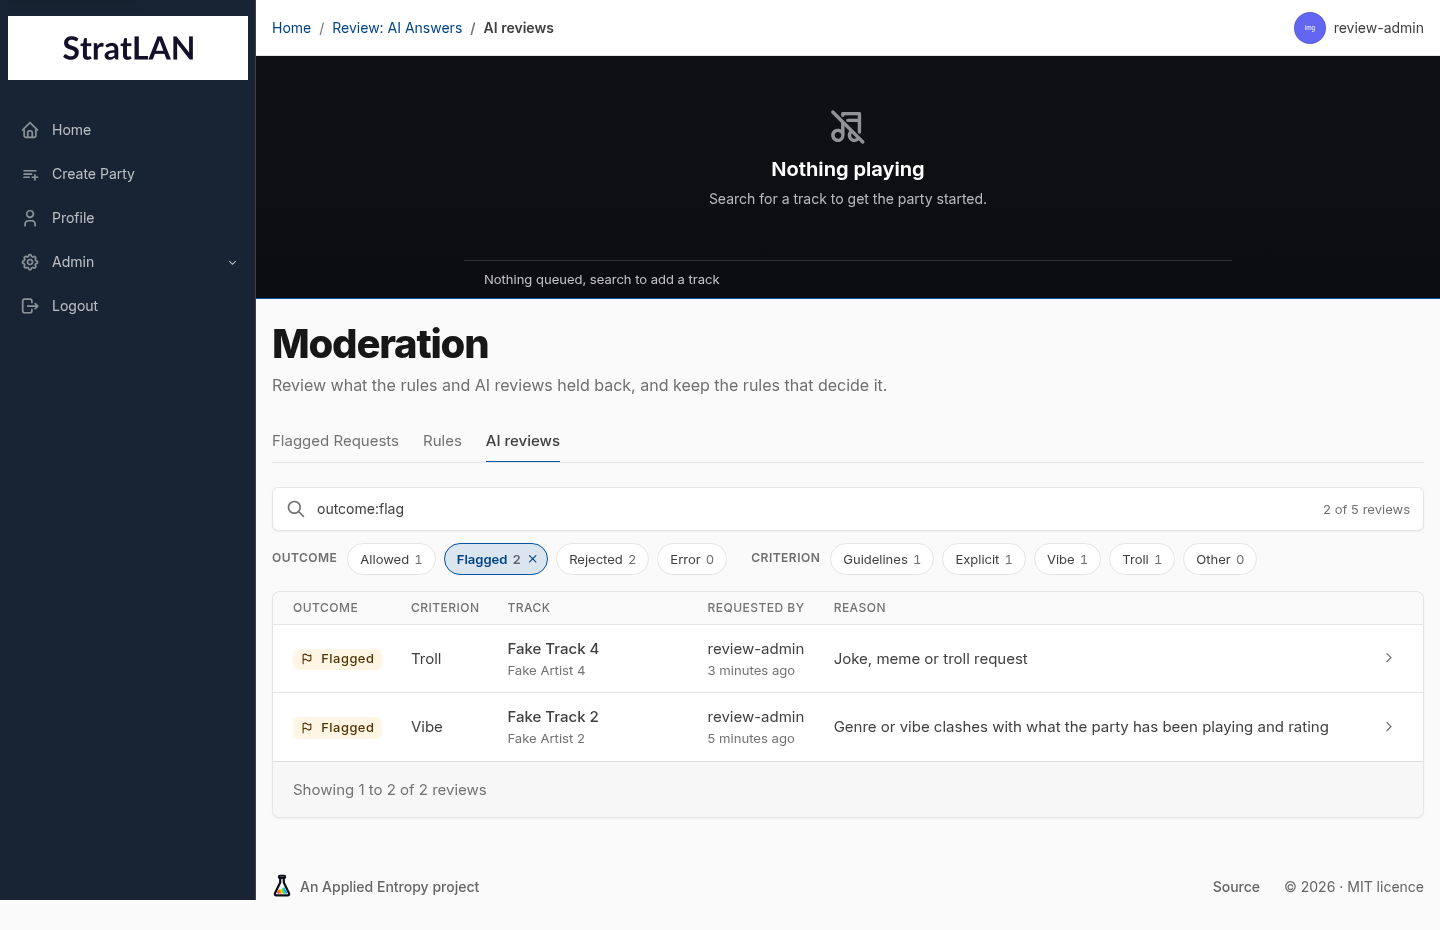 StratLAN
Home / Review: AI Answers / AI reviews
review-admin
Home
Create Party
Profile
Admin
Logout
Nothing playing
Search for a track to get the party started.
Nothing queued, search to add a track
Moderation
Review what the rules and AI reviews held back, and keep the rules that decide it.
Flagged Requests Rules AI reviews
outcome:flag 2 of 5 reviews
OUTCOME Allowed 1 Flagged 2 × Rejected 2 Error 0 CRITERION Guidelines 1 Explicit 1 Vibe 1 Troll 1 Other 0
OUTCOME CRITERION TRACK REQUESTED BY REASON
Flagged Troll Fake Track 4 review-admin Joke, meme or troll request
Fake Artist 4 3 minutes ago
Flagged Vibe Fake Track 2 review-admin Genre or vibe clashes with what the party has been playing and rating
Fake Artist 2 5 minutes ago
Showing 1 to 2 of 2 reviews
An Applied Entropy project
Source © 2026 · MIT licence